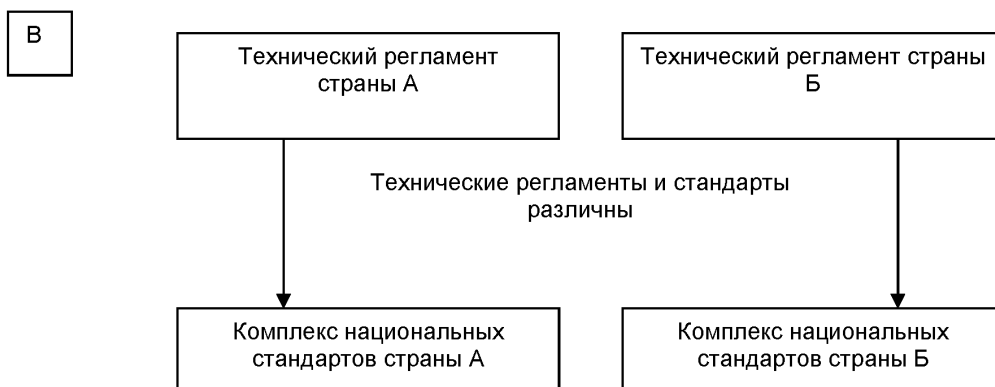 В
Технический регламент
страны А
Технический регламент страны
Б
Технические регламенты и стандарты
различны
Комплекс национальных
стандартов страны А
Комплекс национальных
стандартов страны Б